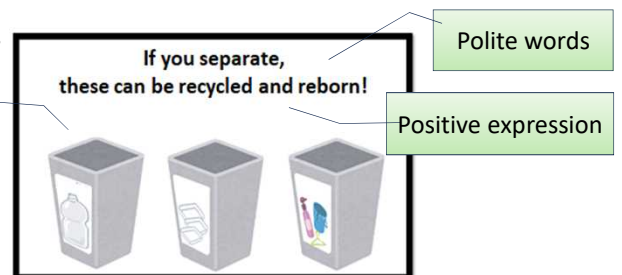 Polite words
If you separate,
these can be recycled and reborn!
Positive expression